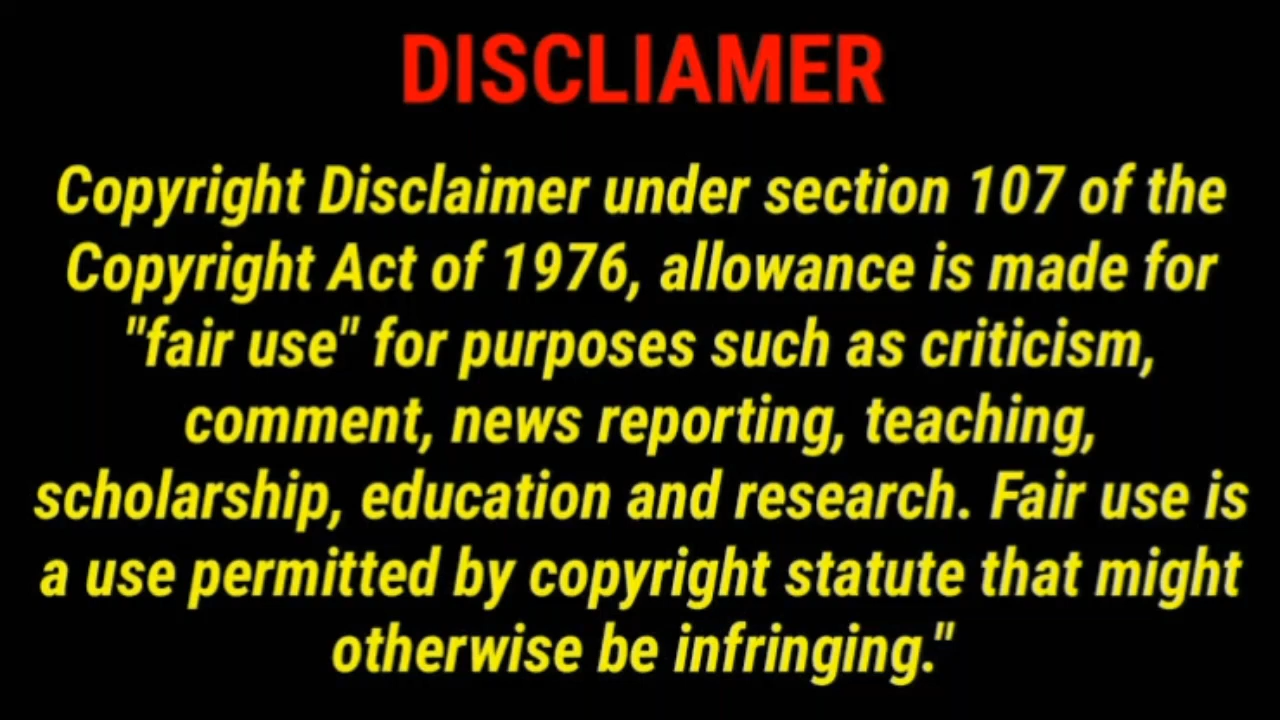 DISCLIAMER
Copyright Disclaimer under section 107 of the
Copyright Act of 1976, allowance is made for
"fair use" for purposes such as criticism,
comment, news reporting, teaching,
scholarship, education and research. Fair use is
a use permitted by copyright statute that might
otherwise be infringing."